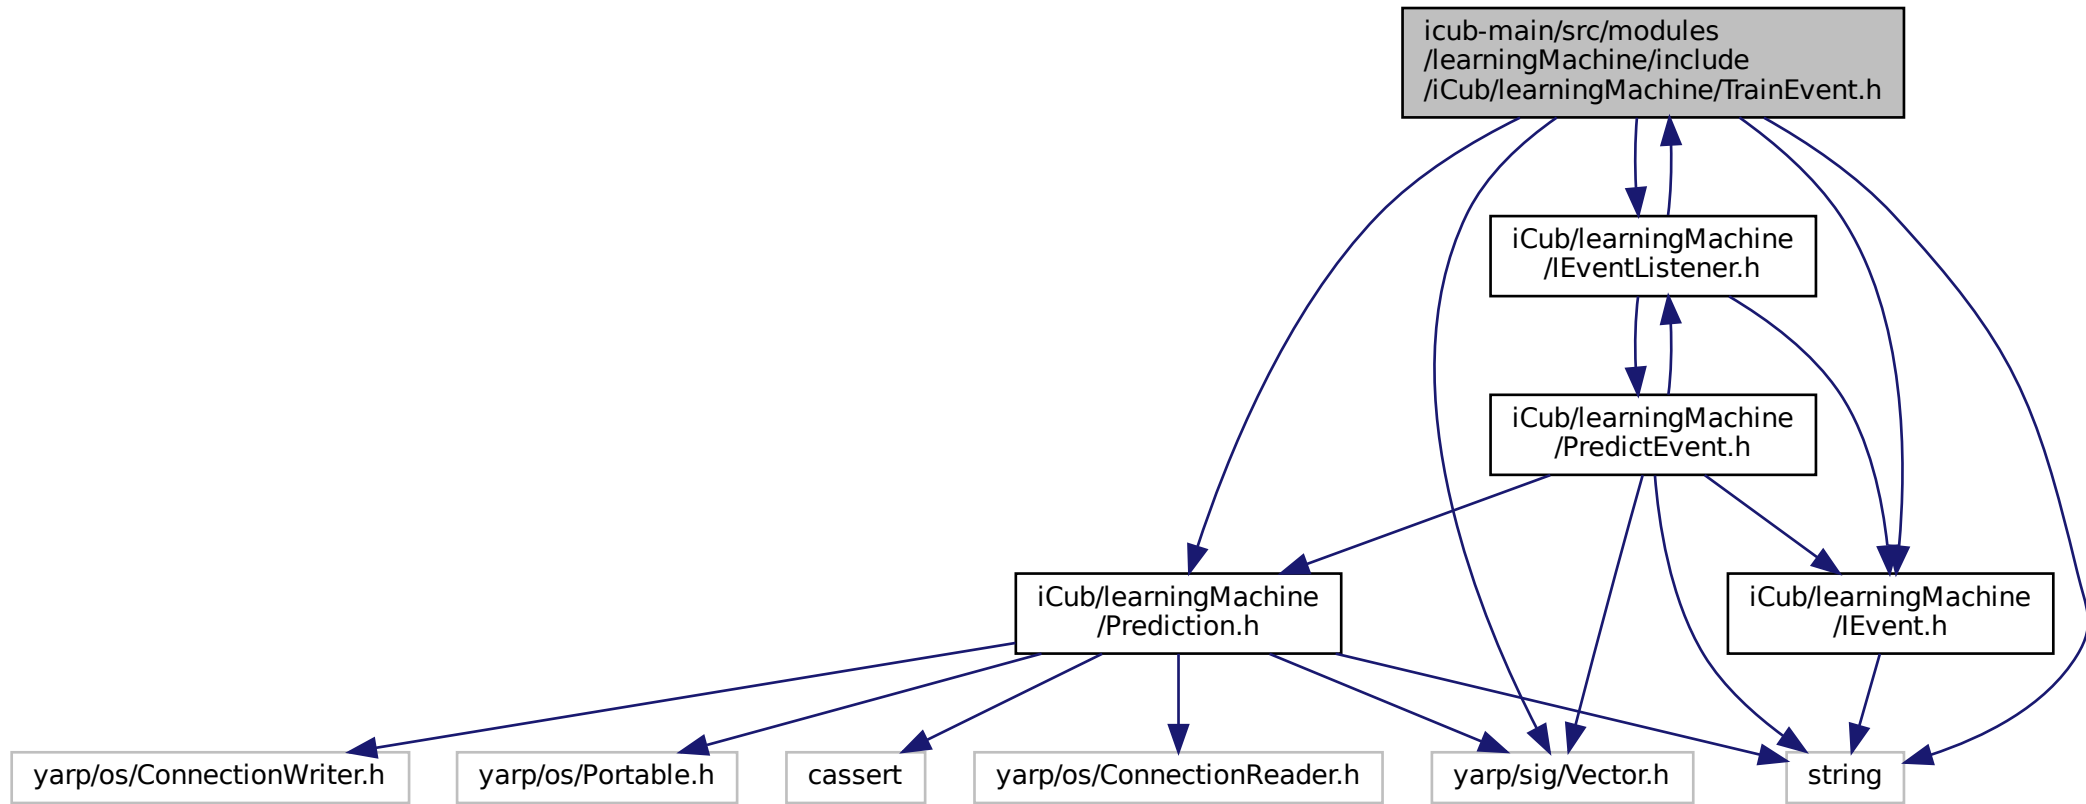 icub-main/src/modules
/learningMachine/include
/iCub/learningMachine/TrainEvent.h
iCub/learningMachine
/IEventListener.h
iCub/learningMachine
/PredictEvent.h
iCub/learningMachine
/Prediction.h
iCub/learningMachine
/IEvent.h
yarp/os/ConnectionWriter.h
yarp/os/Portable.h
cassert
yarp/os/ConnectionReader.h
yarp/sig/Vector.h
string